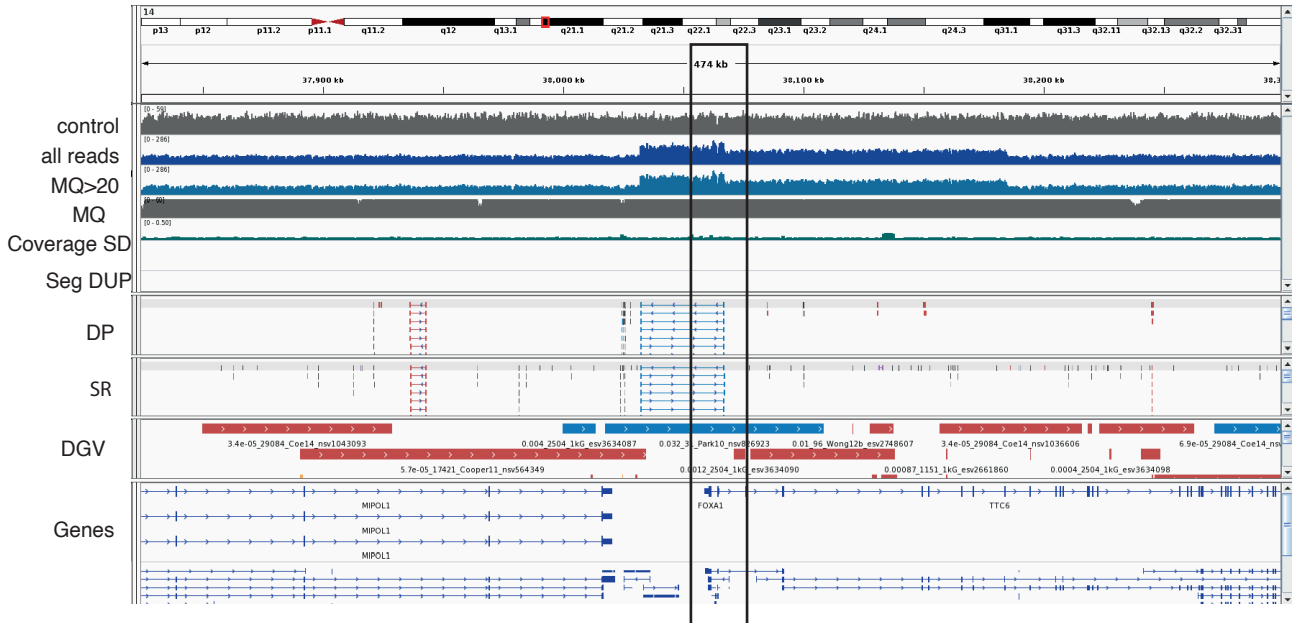 14
p13 p12 p11.2 p11.1 q11.2 q12 q13.1 q21.1 q21.2 q21.3 q22.1 q22.3 q23.1 q23.2 q24.1 q24.3 q31.1 q31.3 q32.11 q32.13 q32.2 q32.31
474 kb
37,900 kb 38,000 kb 38,100 kb 38,200 kb 38,3
control [0 - 59]
all reads [0 - 286]
MQ>20 [0 - 286]
MQ [0 - 60]
Coverage SD [0 - 0.50]
Seg DUP
DP
SR
DGV
3.4e-05_29084_Coe14_nsv1043093 0.004_2504_1kG_esv3634087 0.01_96_Wong12b_esv2748607 3.4e-05_29084_Coe14_nsv1036606 6.9e-05_29084_Coe14_nsv
5.7e-05_17421_Cooper11_nsv564349 0.0012_2504_1kG_esv3634090 0.00087_1151_1kG_esv2661860 0.0004_2504_1kG_esv3634098
Genes
MIPOL1 FOXA1 TTC6
MIPOL1
MIPOL1